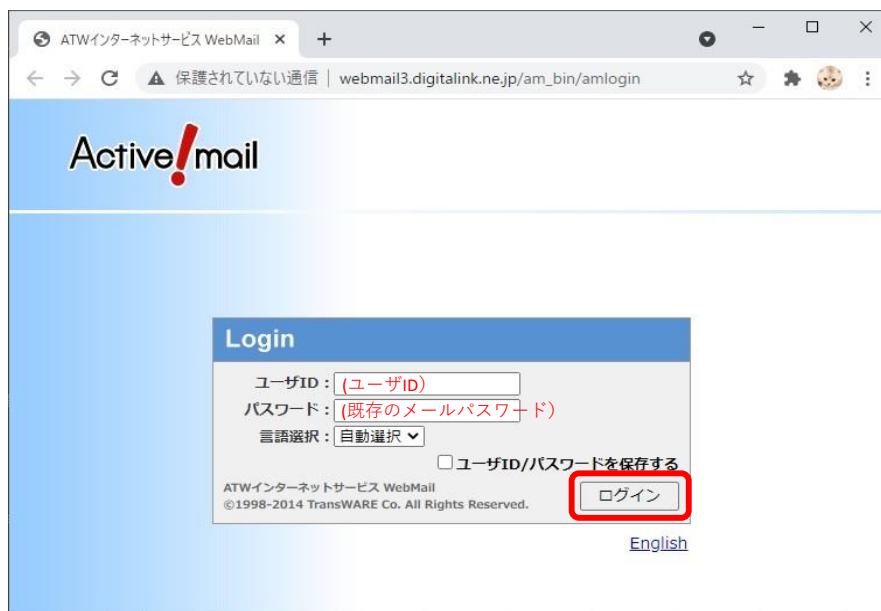 ATWインターネットサービス WebMail
保護されていない通信 | webmail3.digitalink.ne.jp/am_bin/amlogin
Active!mail
Login
ユーザID：(ユーザID)
パスワード：(既存のメールパスワード)
言語選択：自動選択
ユーザID/パスワードを保存する
ATWインターネットサービス WebMail
©1998-2014 TransWARE Co. All Rights Reserved.
ログイン
English